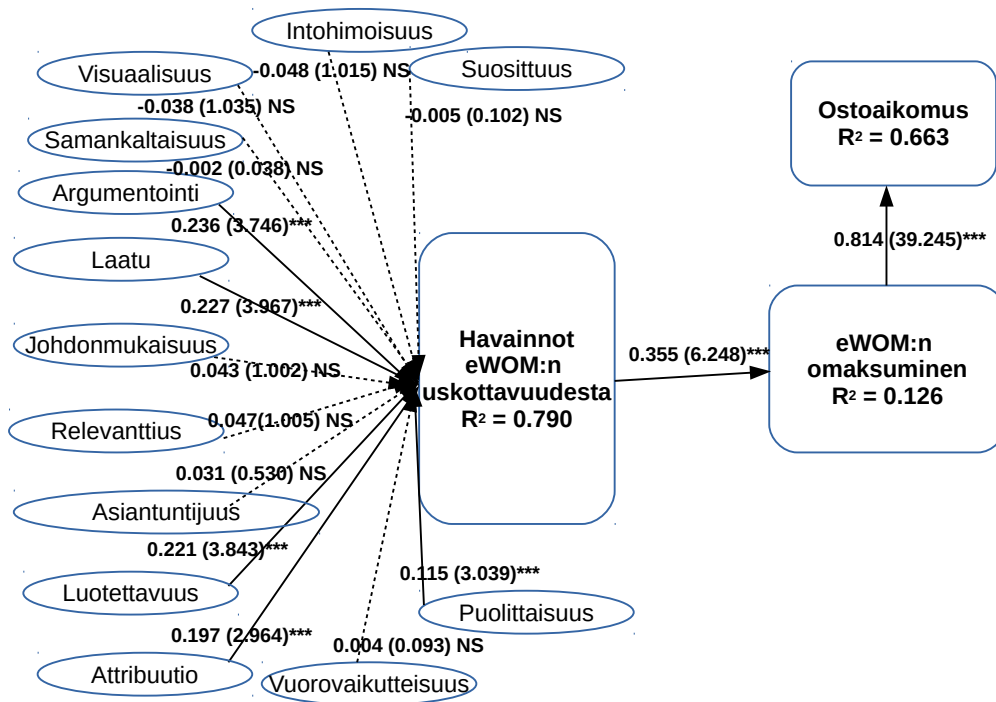 Intohimoisuus
-0.048 (1.015) NS
Suosittuus
-0.005 (0.102) NS
Visuaalisuus
-0.038 (1.035) NS
Samankaltaisuus
-0.002 (0.038) NS
Argumentointi
0.236 (3.746)***
Laatu
0.227 (3.967)***
Johdonmukaisuus
0.043 (1.002) NS
Relevanttius
0.047(1.005) NS
Asiantuntijuus
0.031 (0.530) NS
Luotettavuus
0.221 (3.843)***
Attribuutio
0.197 (2.964)***
Vuorovaikutteisuus
0.004 (0.093) NS
Puolittaisuus
0.115 (3.039)***
Havainnot
eWOM:n
uskottavuudesta
R² = 0.790
0.355 (6.248)***
eWOM:n
omaksuminen
R² = 0.126
0.814 (39.245)***
Ostoaikomus
R² = 0.663